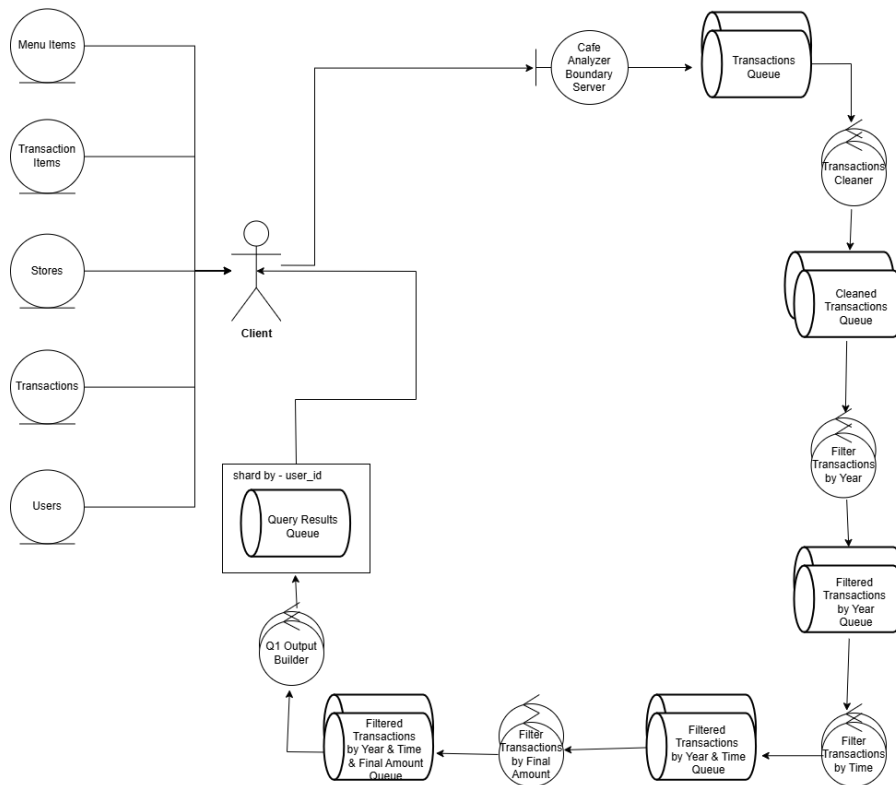 Menu Items
Transaction
Items
Stores
Transactions
Users
Client
Cafe
Analyzer
Boundary
Server
Transactions
Queue
Transactions
Cleaner
Cleaned
Transactions
Queue
Filter
Transactions
by Year
Filtered
Transactions
by Year
Queue
Filter
Transactions
by Time
Filtered
Transactions
by Year & Time
Queue
Filter
Transactions
by Final
Amount
Filtered
Transactions
by Year & Time
& Final Amount
Queue
Q1 Output
Builder
shard by - user_id
Query Results
Queue